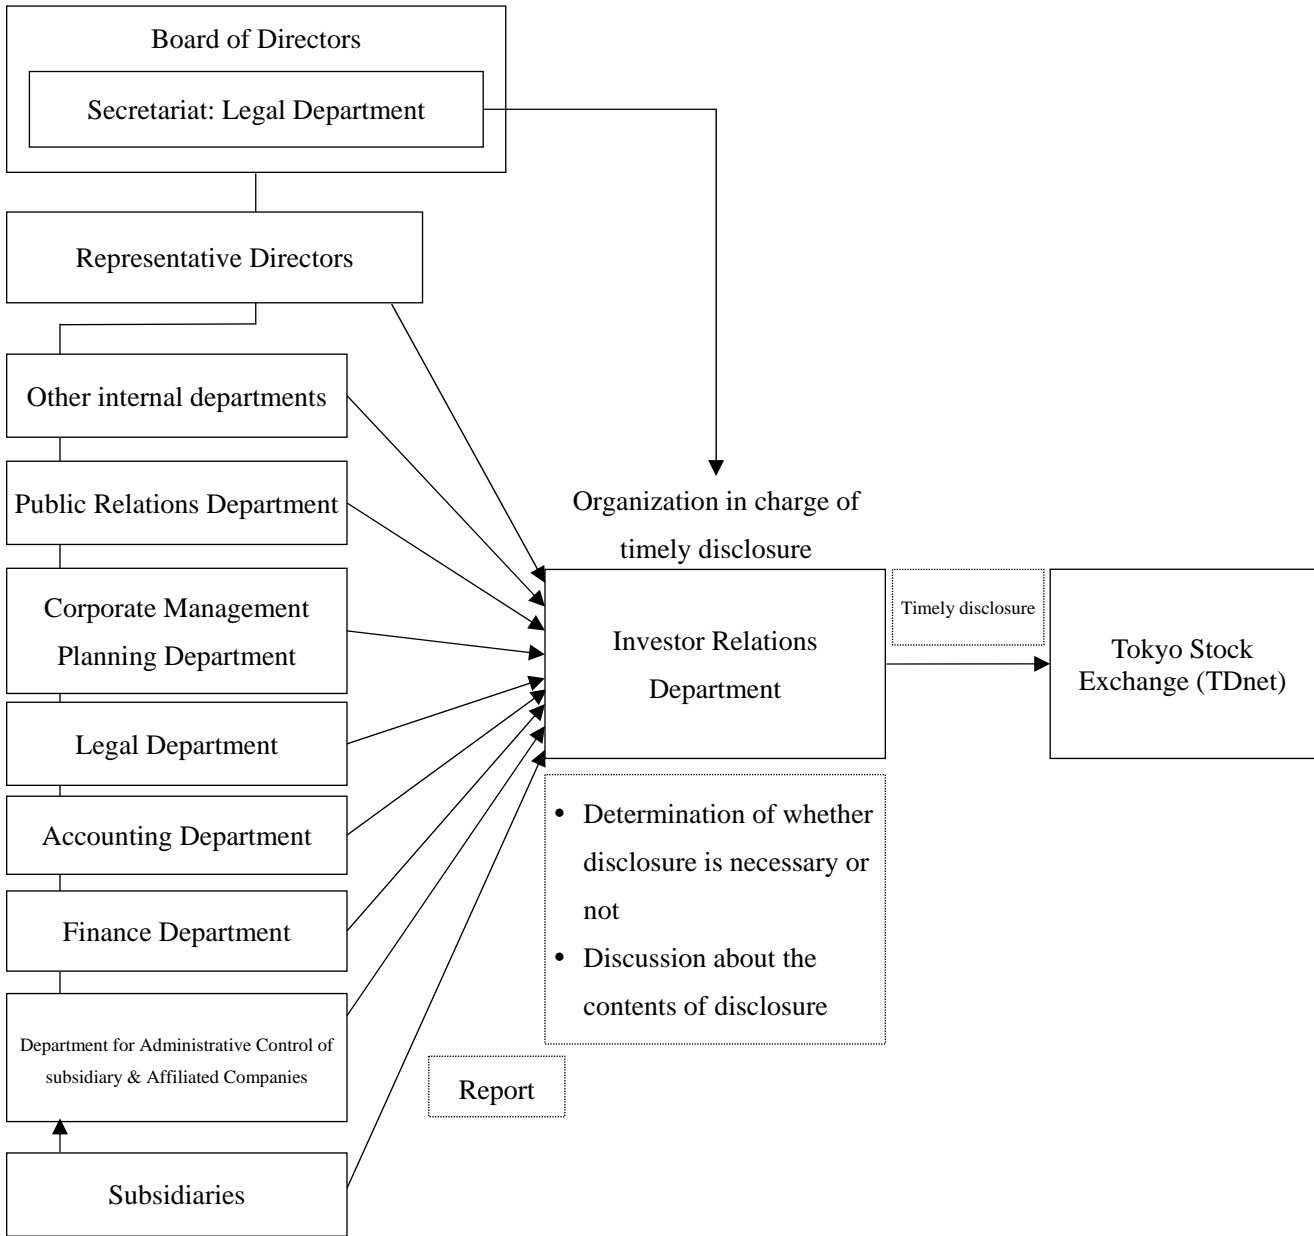 Board of Directors
Secretariat: Legal Department
Representative Directors
Other internal departments
Public Relations Department
Corporate Management
Planning Department
Legal Department
Accounting Department
Finance Department
Department for Administrative Control of
subsidiary & Affiliated Companies
Subsidiaries
Organization in charge of
timely disclosure
Investor Relations
Department
• Determination of whether
disclosure is necessary or
not
• Discussion about the
contents of disclosure
Report
Timely disclosure
Tokyo Stock
Exchange (TDnet)